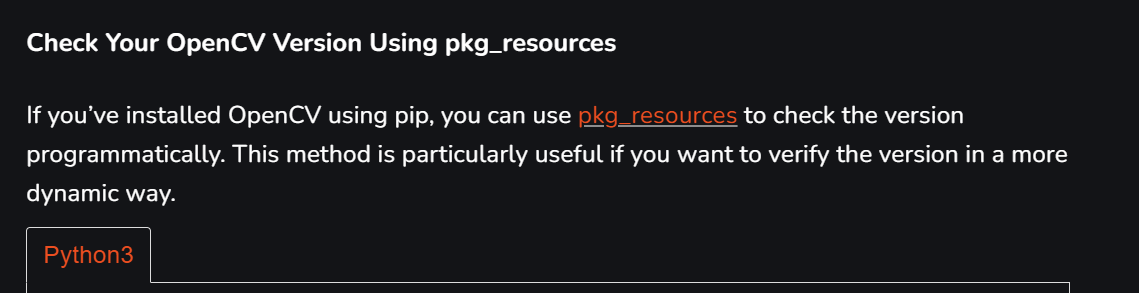 Check Your OpenCV Version Using pkg_resources
If you’ve installed OpenCV using pip, you can use pkg_resources to check the version
programmatically. This method is particularly useful if you want to verify the version in a more
dynamic way.
Python3